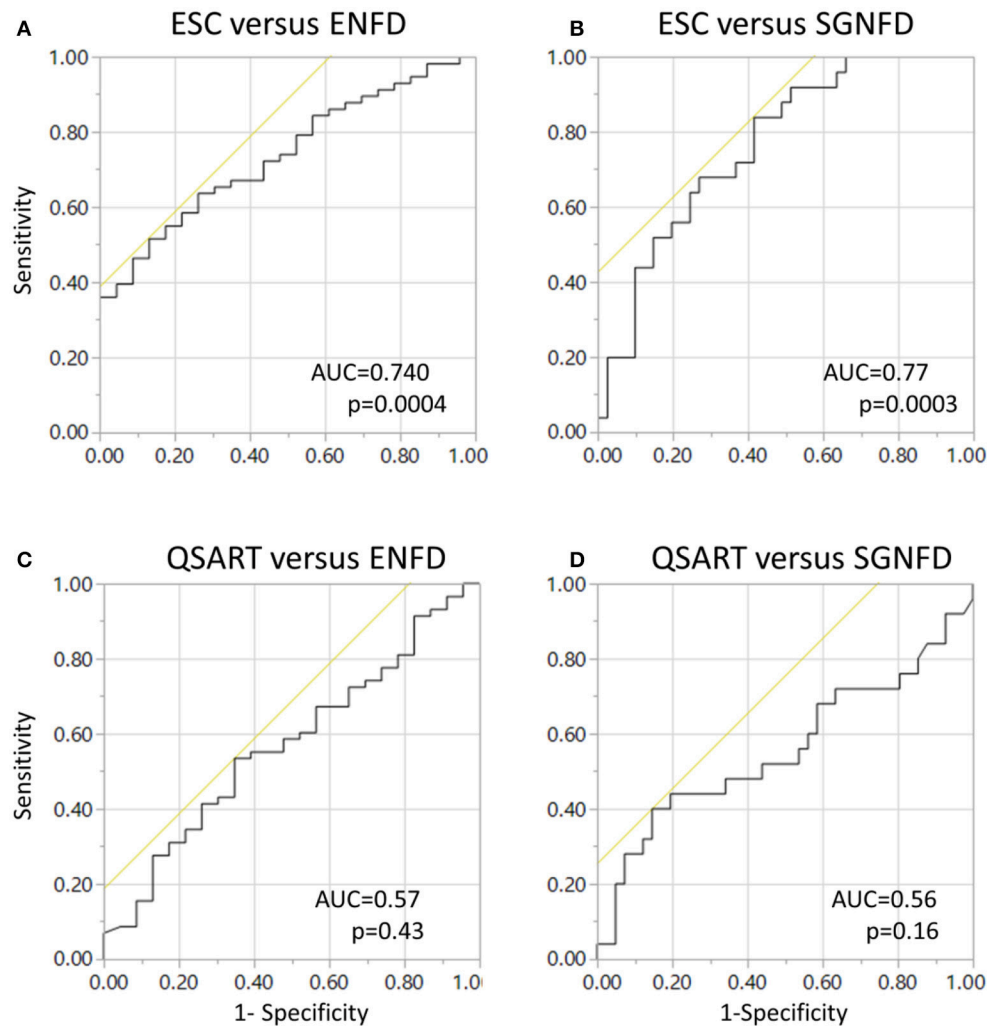 A
ESC versus ENFD
Sensitivity
1.00
0.80
0.60
0.40
0.20
0.00
0.00 0.20 0.40 0.60 0.80 1.00
AUC=0.740
p=0.0004
B
ESC versus SGNFD
1.00
0.80
0.60
0.40
0.20
0.00
0.00 0.20 0.40 0.60 0.80 1.00
AUC=0.77
p=0.0003
C
QSART versus ENFD
Sensitivity
1.00
0.80
0.60
0.40
0.20
0.00
0.00 0.20 0.40 0.60 0.80 1.00
AUC=0.57
p=0.43
1- Specificity
D
QSART versus SGNFD
1.00
0.80
0.60
0.40
0.20
0.00
0.00 0.20 0.40 0.60 0.80 1.00
AUC=0.56
p=0.16
1-Specificity